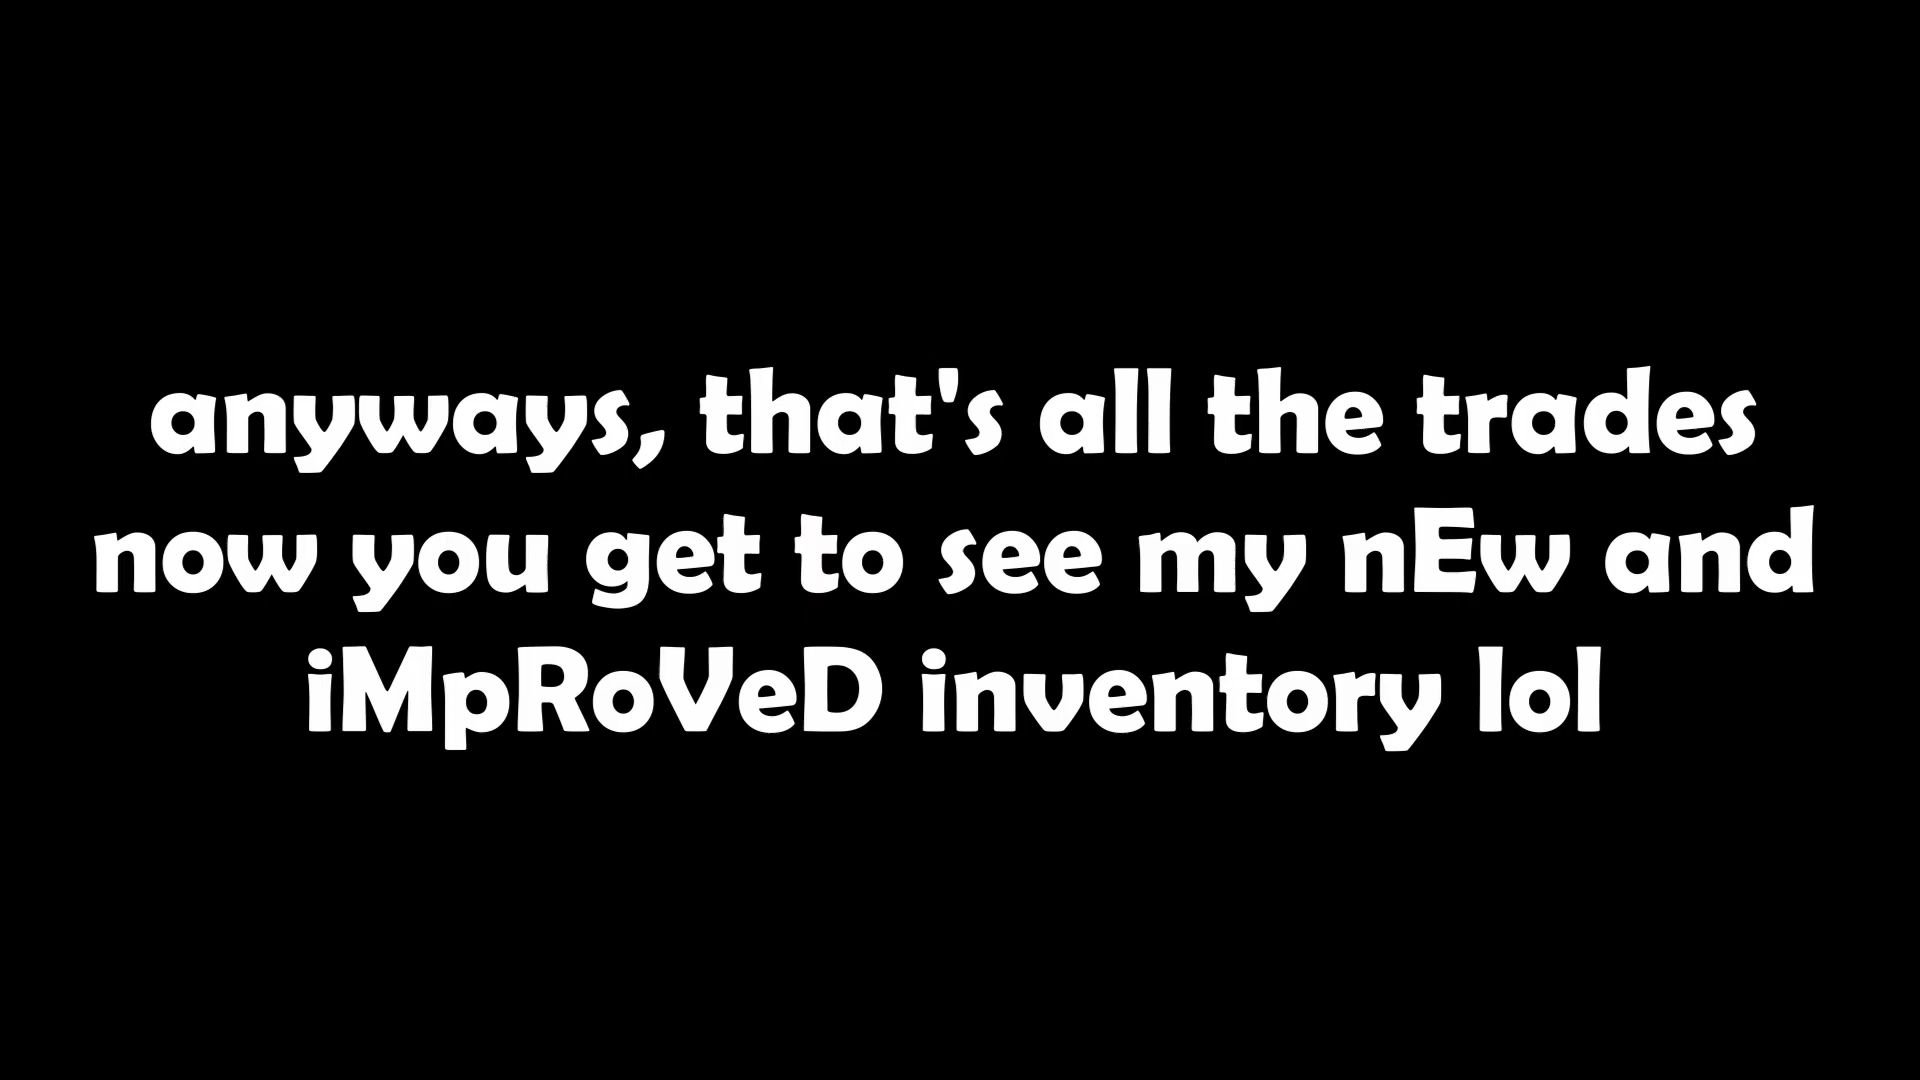 anyways, that's all the trades
now you get to see my nEw and
iMpRoVeD inventory lol